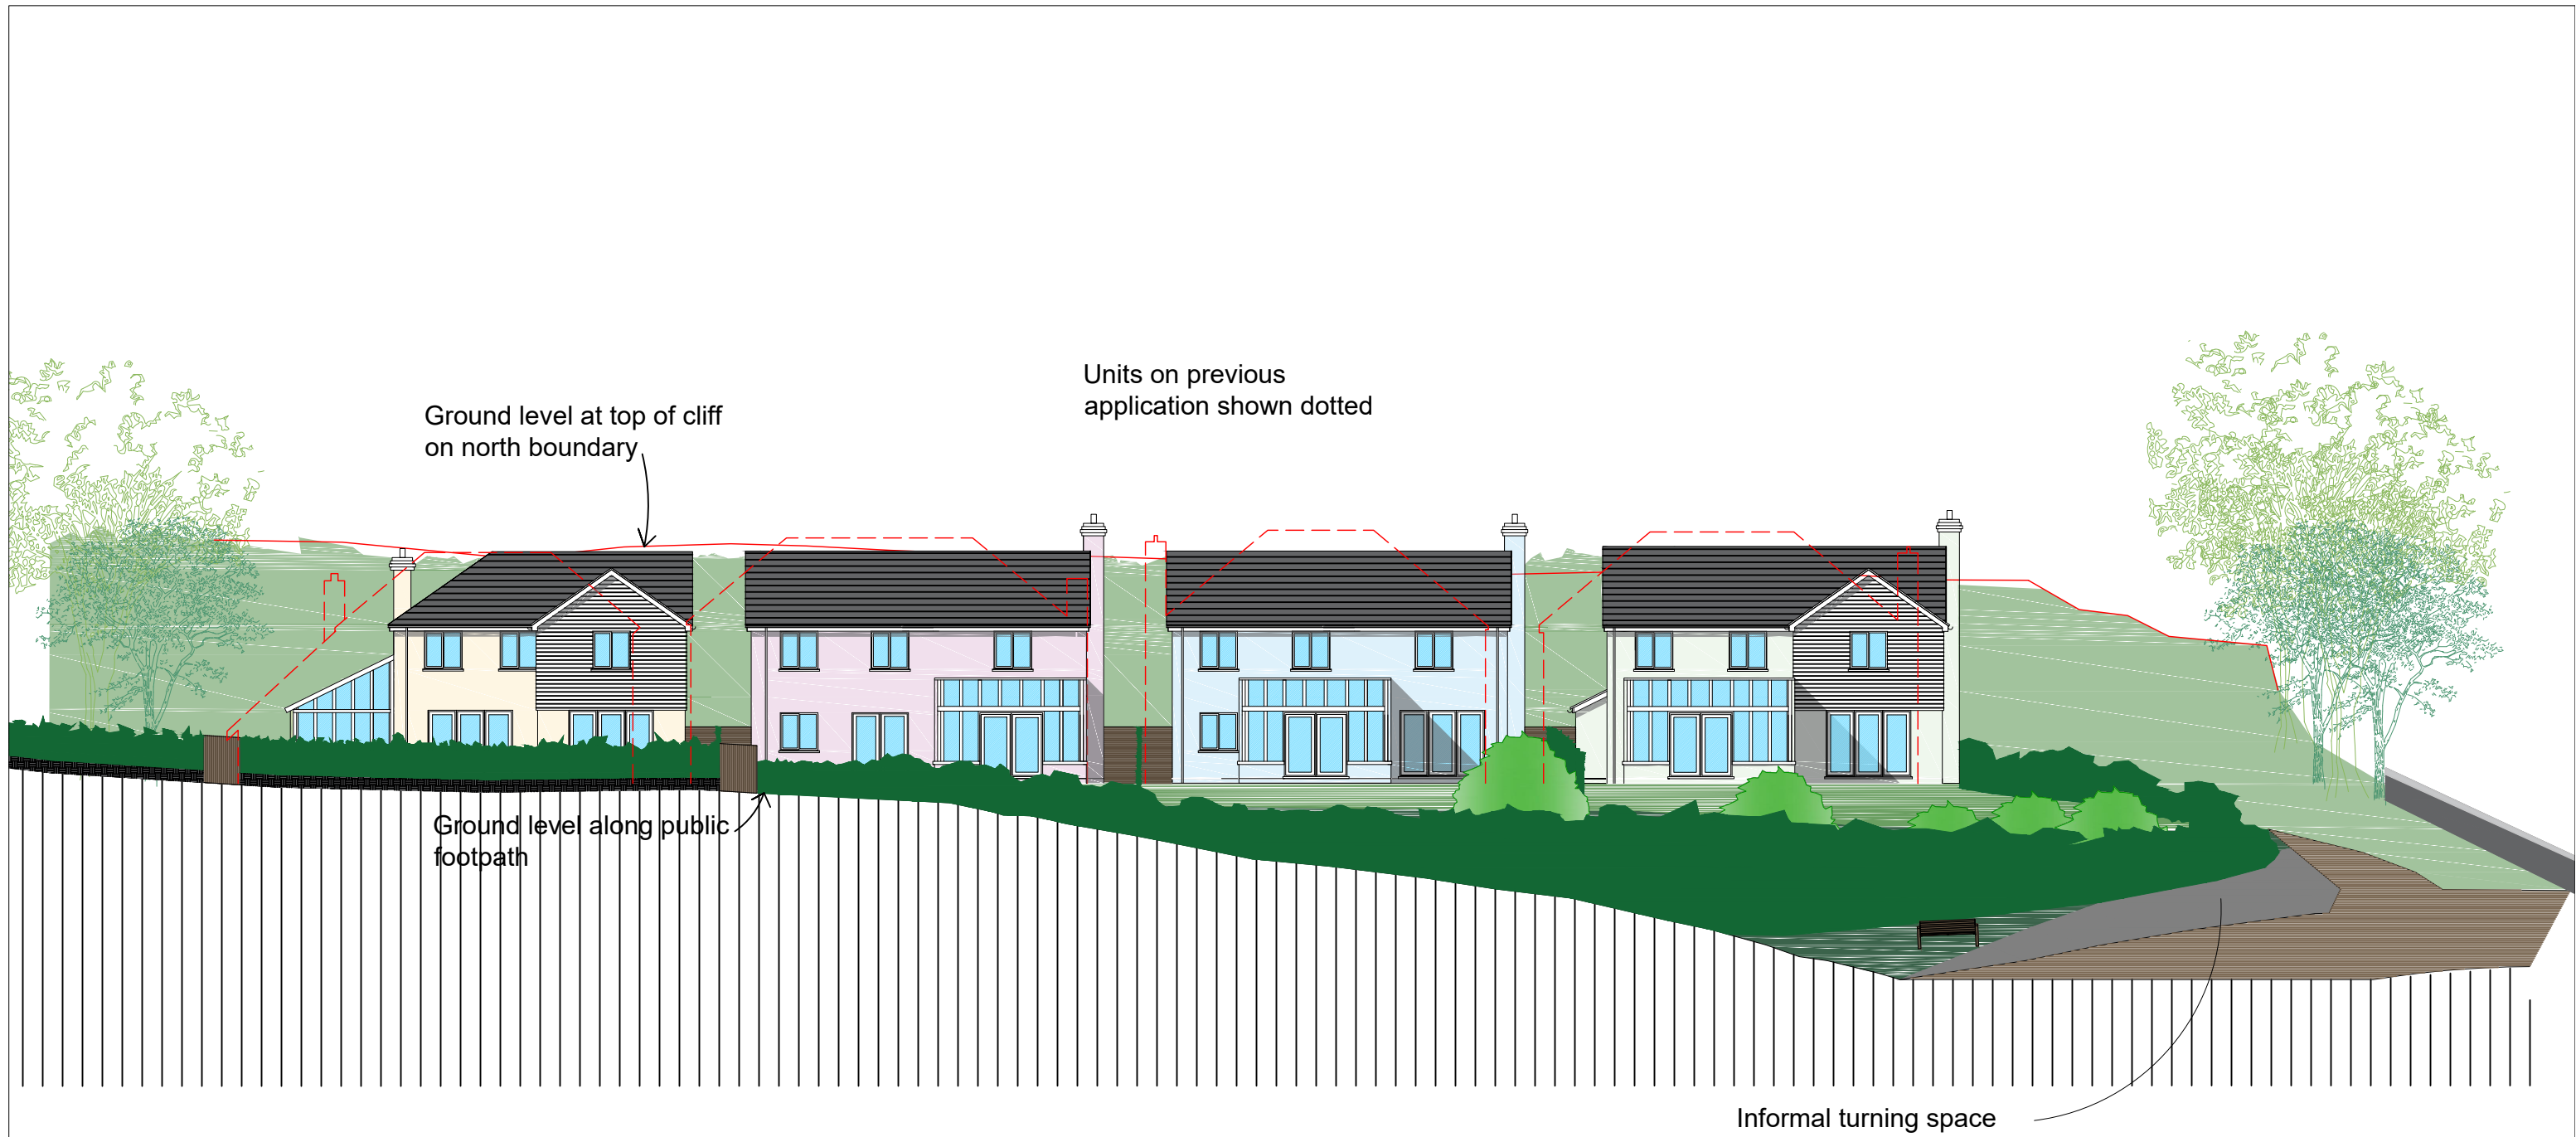 Units on previous
application shown dotted
Ground level at top of cliff
on north boundary
Ground level along public
footpath
Informal turning space